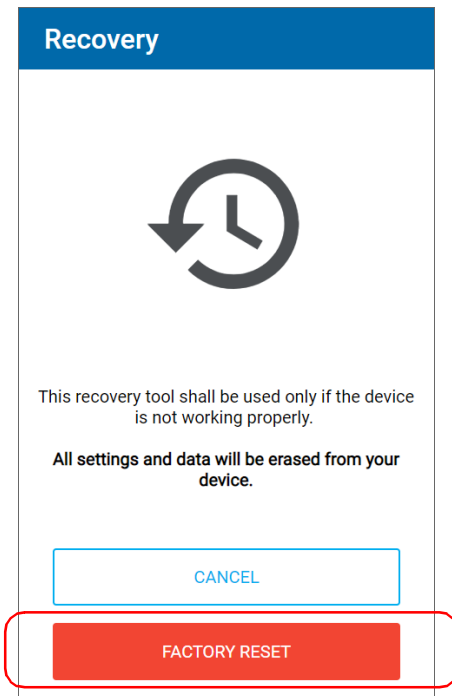 Recovery
This recovery tool shall be used only if the device
is not working properly.
All settings and data will be erased from your
device.
CANCEL
FACTORY RESET